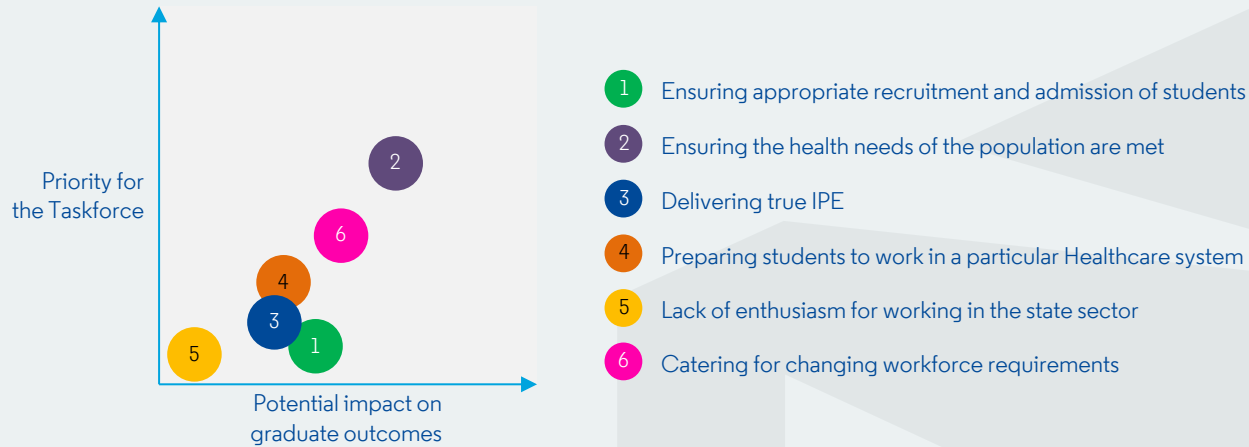 Priority for
the Taskforce
2
6
4
3
1
5
Potential impact on
graduate outcomes
1 Ensuring appropriate recruitment and admission of students
2 Ensuring the health needs of the population are met
3 Delivering true IPE
4 Preparing students to work in a particular Healthcare system
5 Lack of enthusiasm for working in the state sector
6 Catering for changing workforce requirements